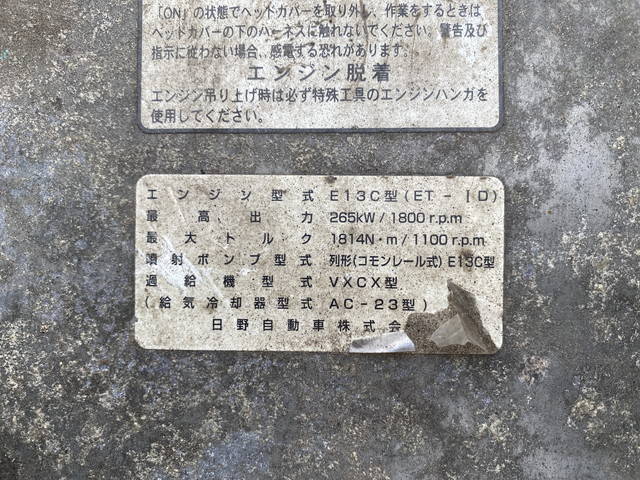 「ON」の状態でヘッドカバーを取り外し、作業をするときは
ヘッドカバーの下のハーネスに触れないでください。警告及び
指示に従わない場合、感電する恐れがあります。
エンジン脱着
エンジン吊り上げ時は必ず特殊工具のエンジンハンガを
使用してください。
エンジン型式 E13C型(ET-ID)
最高出力 265kW/1800r.p.m
最大トルク 1814N・m/1100r.p.m
噴射ポンプ型式 列形(コモンレール式)E13C型
過給機型式 VXCX型
(給気冷却器型式 AC-23型)
日野自動車株式会